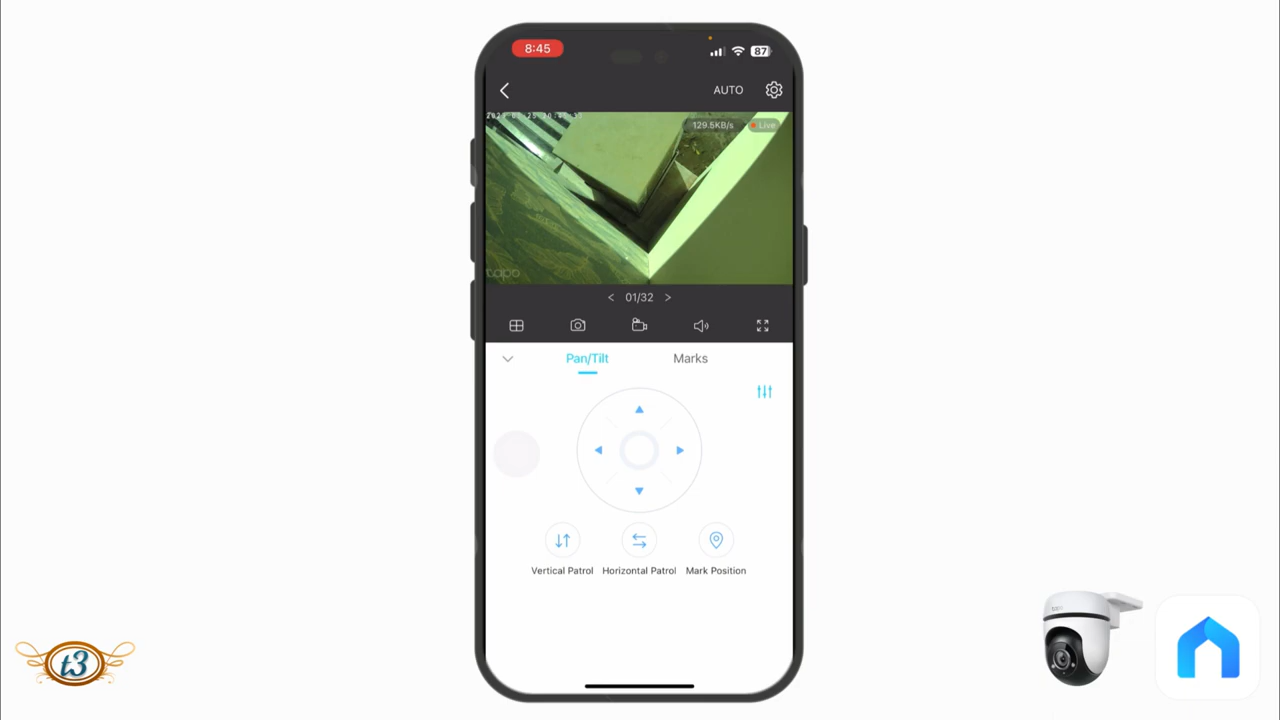 8:45
87
AUTO
129.5KB/s
Live
tapo
< 01/32 >
Pan/Tilt
Marks
Vertical Patrol
Horizontal Patrol
Mark Position
t3
tapo